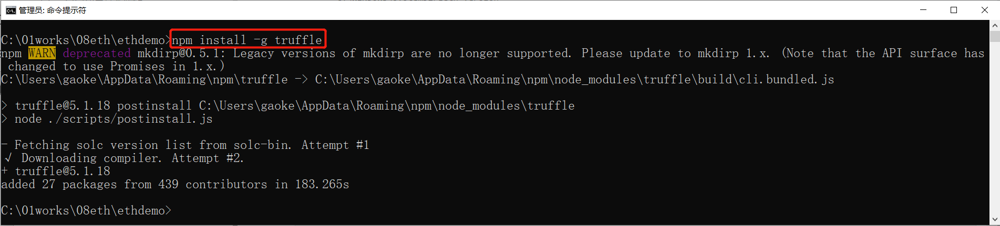 管理员: 命令提示符
C:\01works\08eth\ethdemo>npm install -g truffle
npm WARN deprecated mkdirp@0.5.1: Legacy versions of mkdirp are no longer supported. Please update to mkdirp 1.x. (Note that the API surface has
changed to use Promises in 1.x.)
C:\Users\gaoke\AppData\Roaming\npm\truffle -> C:\Users\gaoke\AppData\Roaming\npm\node_modules\truffle\build\cli.bundled.js
> truffle@5.1.18 postinstall C:\Users\gaoke\AppData\Roaming\npm\node_modules\truffle
> node ./scripts/postinstall.js
- Fetching solc version list from solc-bin. Attempt #1
√ Downloading compiler. Attempt #2.
+ truffle@5.1.18
added 27 packages from 439 contributors in 183.265s
C:\01works\08eth\ethdemo>